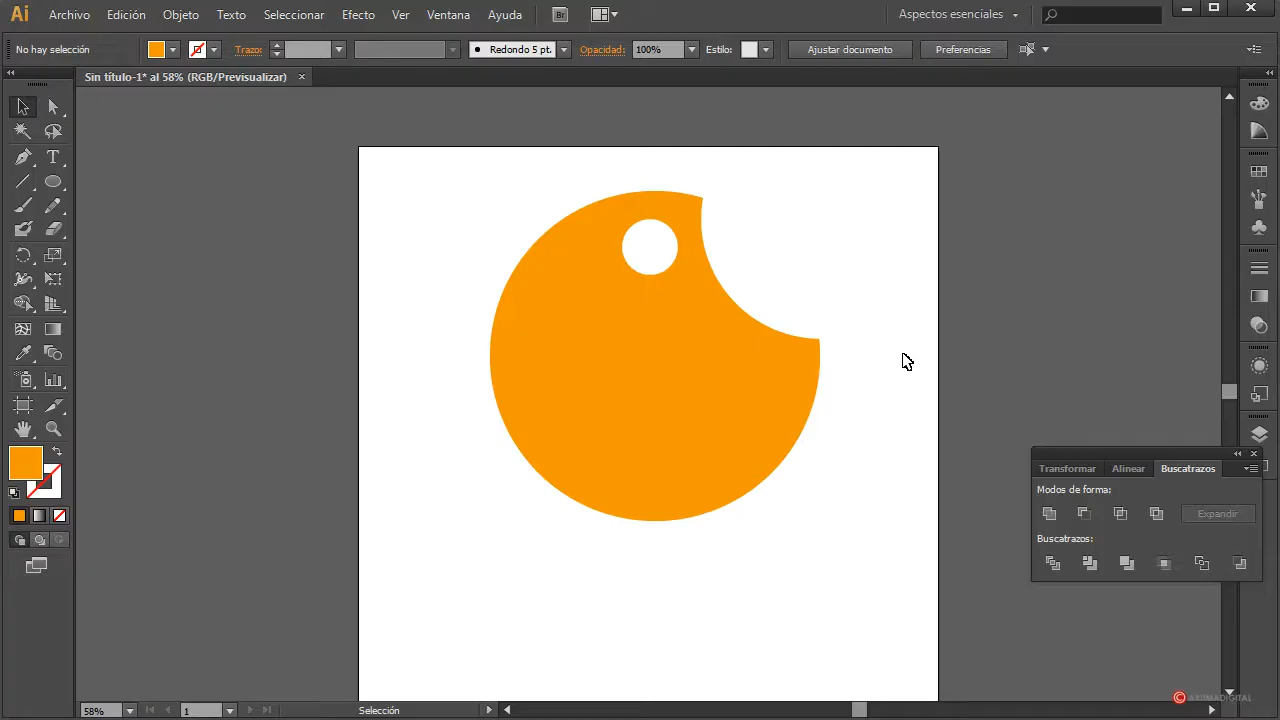 Ai Archivo Edición Objeto Texto Seleccionar Efecto Ver Ventana Ayuda Br Aspectos esenciales
No hay selección Trazo: Redondo 5 pt. Opacidad: 100% Estilo: Ajustar documento Preferencias
Sin título-1* al 58% (RGB/Previsualizar)
Transformar Alinear Buscatrazos
Modos de forma:
Expandir
Buscatrazos:
58% 1 Selección
© ARTIMADIGITAL